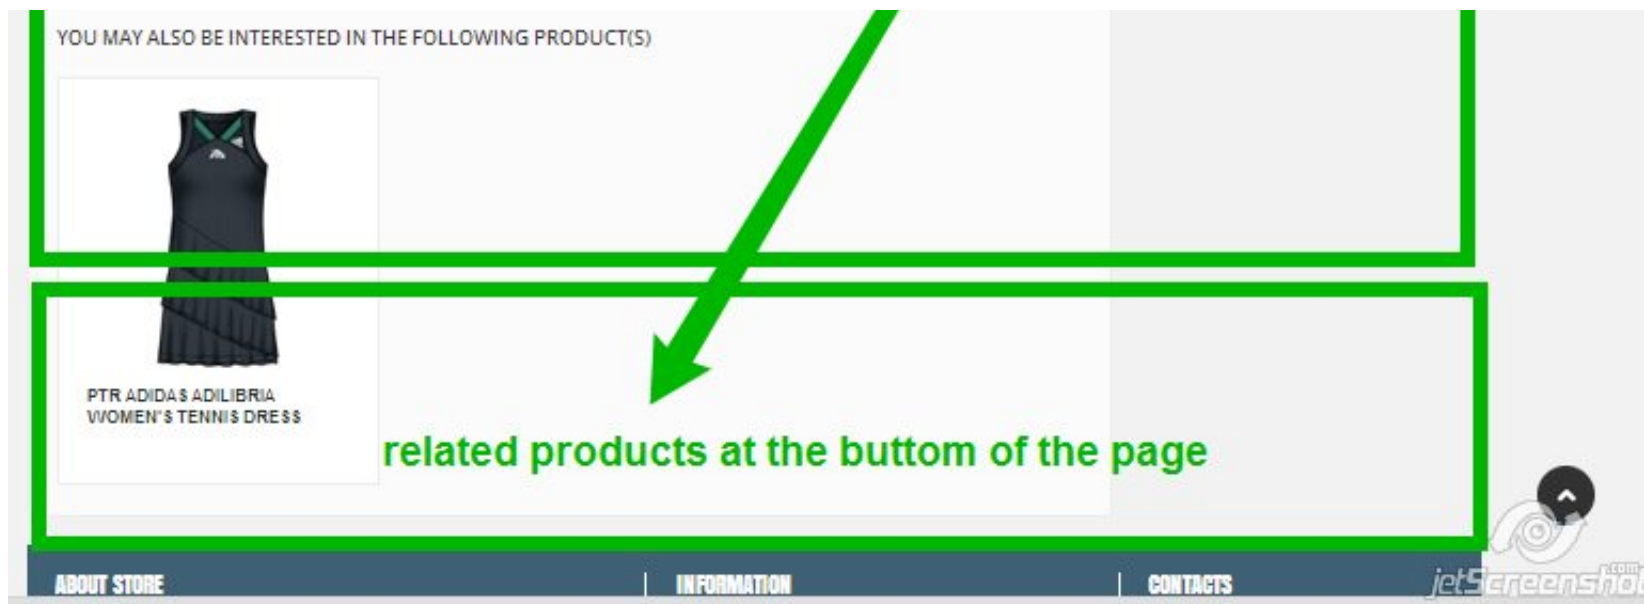 YOU MAY ALSO BE INTERESTED IN THE FOLLOWING PRODUCT(S)
PTR ADIDAS ADILIBRIA
WOMEN'S TENNIS DRESS
related products at the buttom of the page
ABOUT STORE
INFORMATION
CONTACTS
jetScreenshot.com